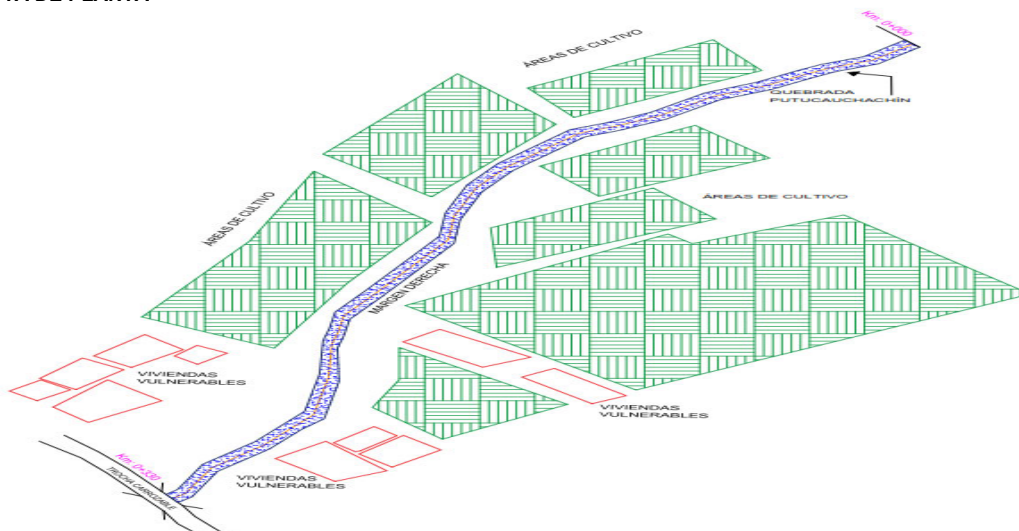 Km. 0+000
ÁREAS DE CULTIVO
QUEBRADA
PUTUCAUCHACHÍN
ÁREAS DE CULTIVO
ÁREAS DE CULTIVO
MARGEN DERECHA
VIVIENDAS
VULNERABLES
VIVIENDAS
VULNERABLES
Km. 0+330
TROCHA CARROZABLE
VIVIENDAS
VULNERABLES